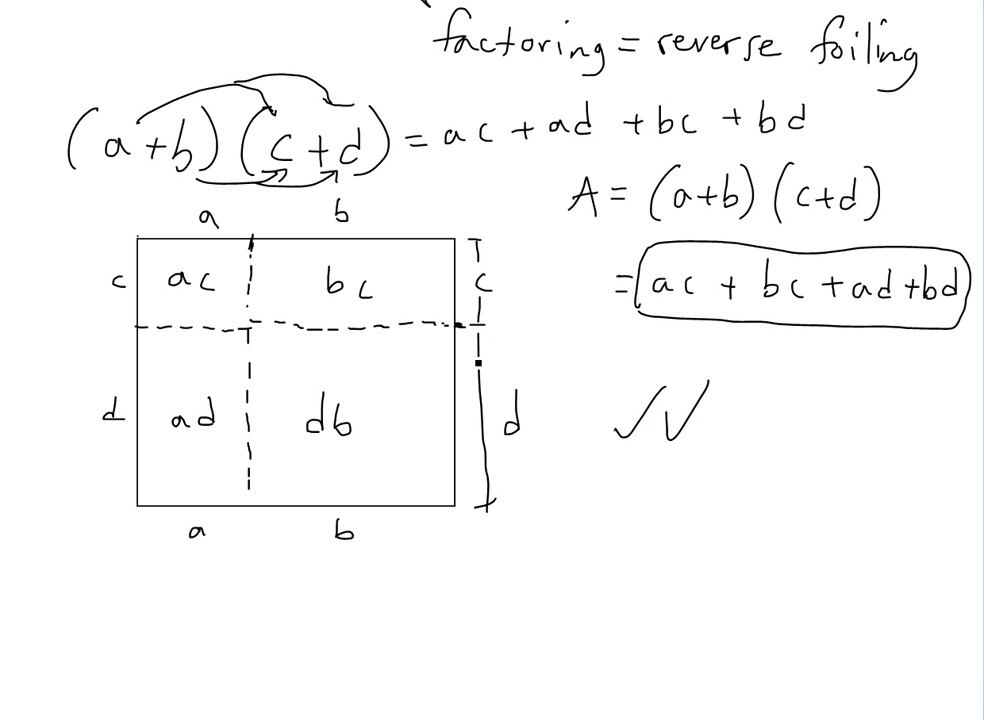 factoring = reverse foiling
(a+b)(c+d) = ac + ad + bc + bd
A = (a+b)(c+d)
a b
c ac bc c
= ac + bc + ad + bd
d ad db d
a b